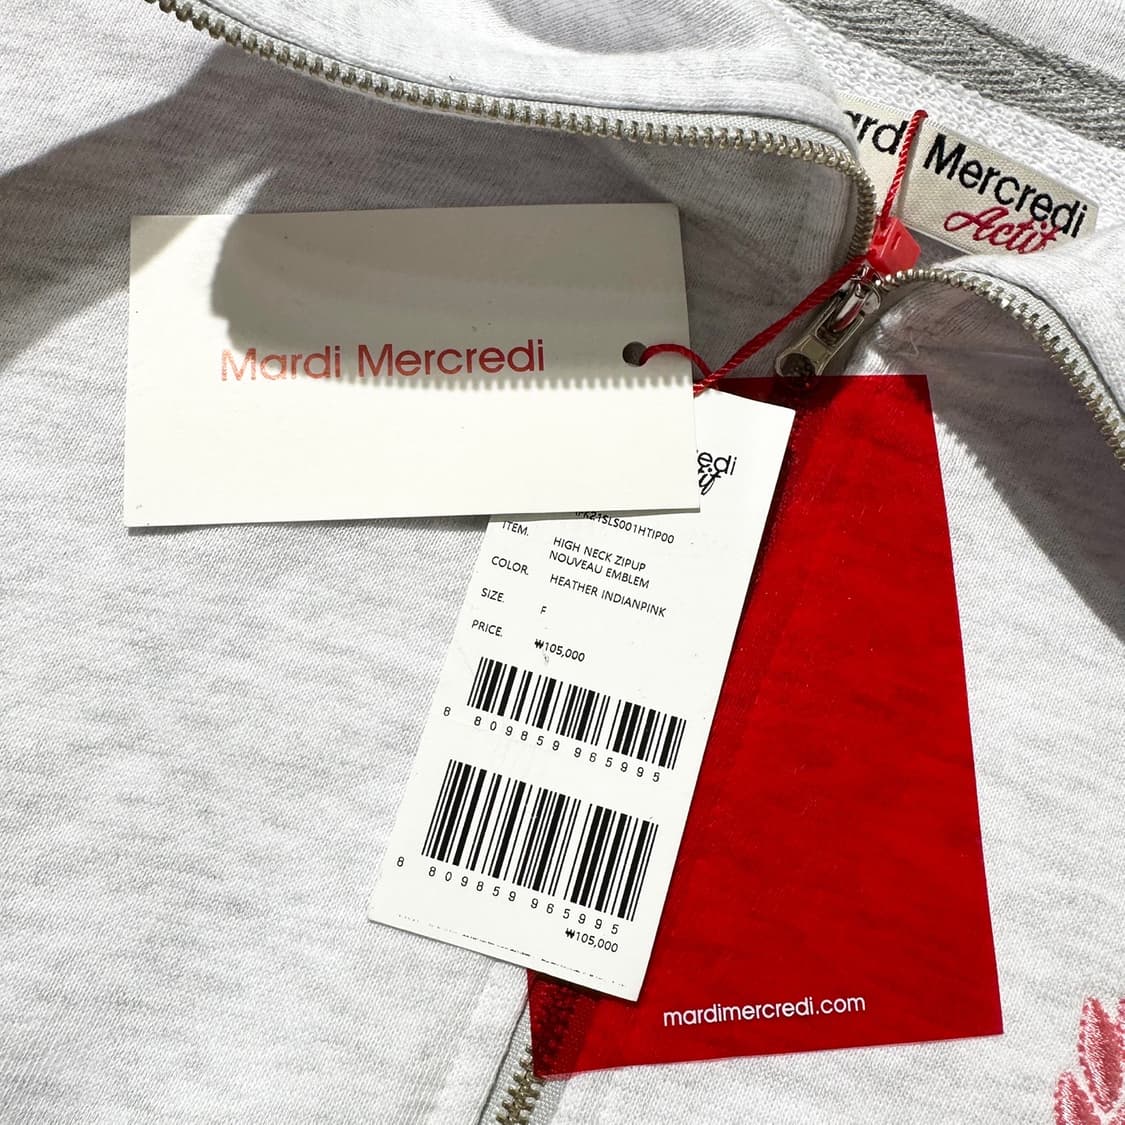 Mercredi
Actif
Mardi Mercredi
ITEM.
HIGH NECK ZIPUP
NOUVEAU EMBLEM
COLOR.
HEATHER INDIANPINK
SIZE.
F
PRICE.
₩105,000
8 809859 965995
8 809859 965995
₩105,000
mardimercredi.com